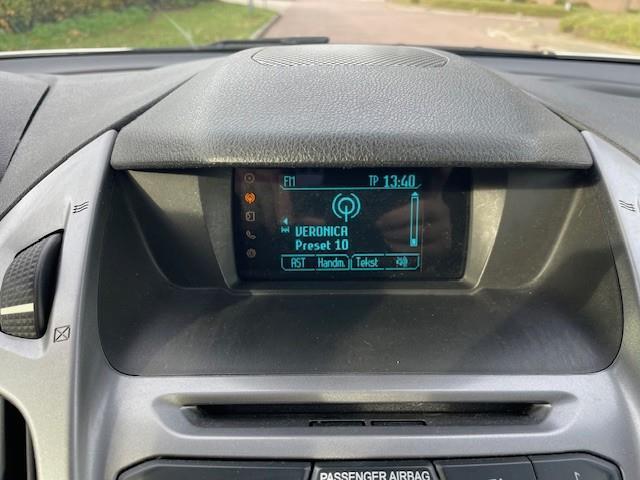 FM TP 13:40
VERONICA
Preset 10
AST Handm. Tekst
PASSENGER AIRBAG